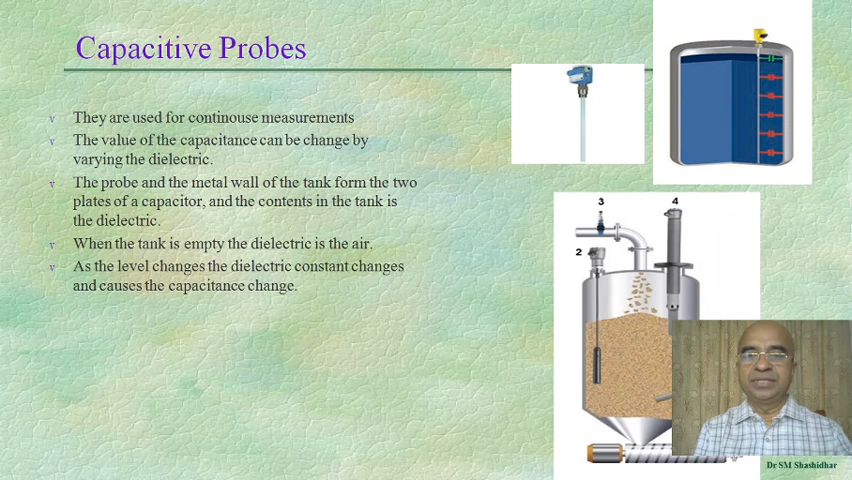 Capacitive Probes
v They are used for continouse measurements
v The value of the capacitance can be change by
varying the dielectric.
v The probe and the metal wall of the tank form the two
plates of a capacitor, and the contents in the tank is
the dielectric.
v When the tank is empty the dielectric is the air.
v As the level changes the dielectric constant changes
and causes the capacitance change.
3
4
2
Dr SM Shashidhar